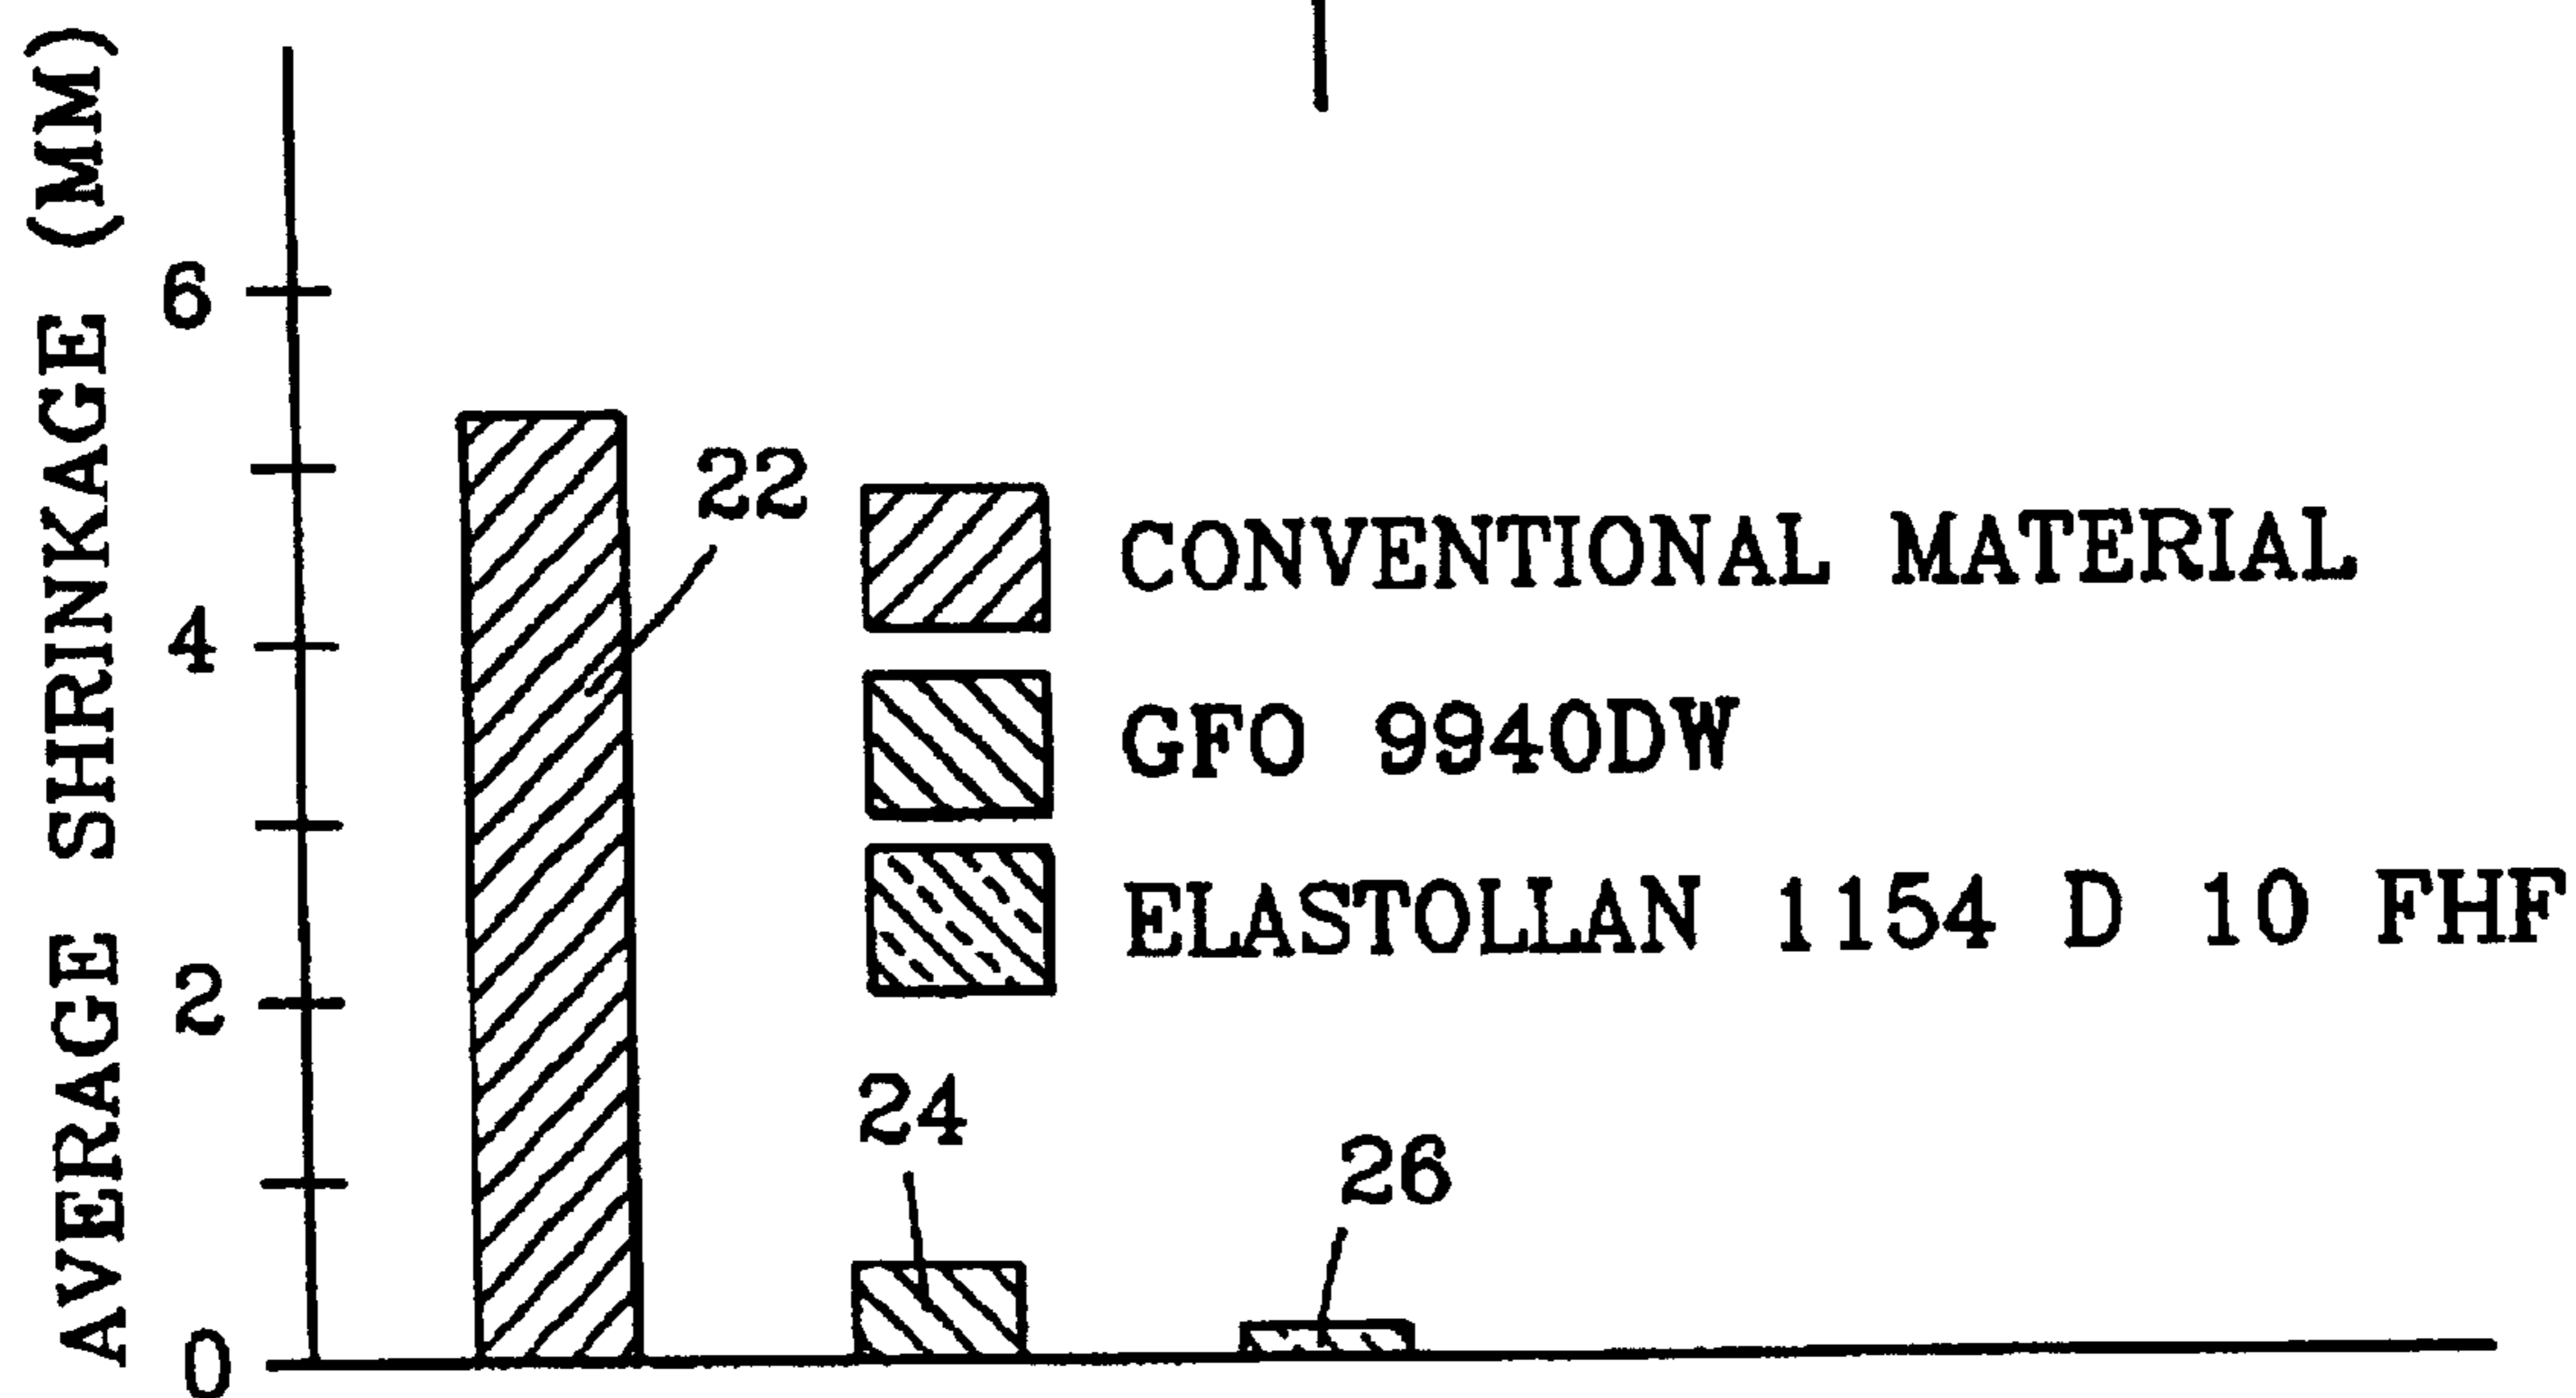 AVERAGE SHRINKAGE (MM)
6
4
2
0
22
CONVENTIONAL MATERIAL
GFO 9940DW
ELASTOLLAN 1154 D 10 FHF
24
26